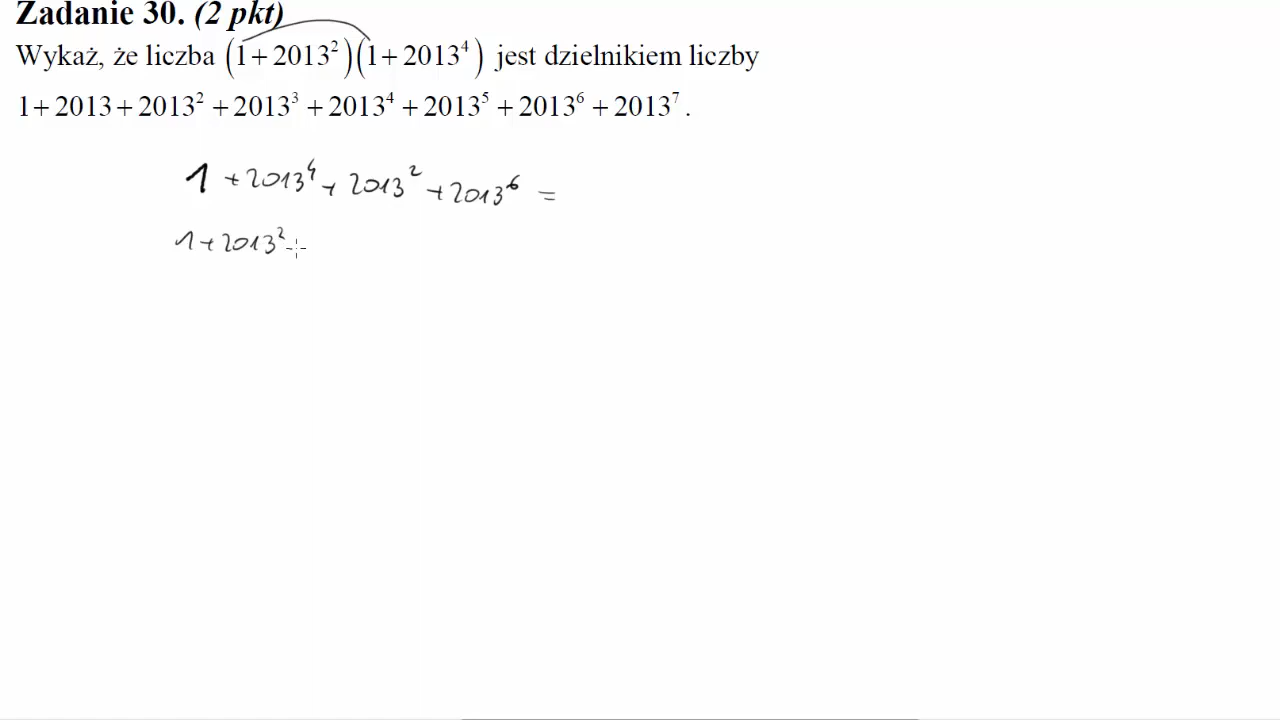 Zadanie 30. (2 pkt)
Wykaż, że liczba (1+2013²)(1+2013⁴) jest dzielnikiem liczby
1+2013+2013²+2013³+2013⁴+2013⁵+2013⁶+2013⁷.
1+2013⁴+2013²+2013⁶=
1+2013²